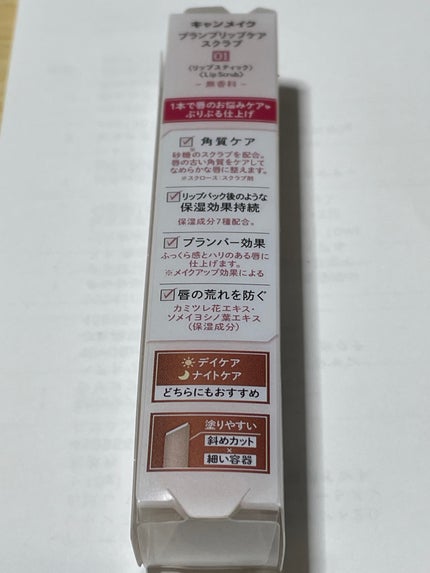 キャンメイク
プランプリップケア
スクラブ
01
〈リップスティック〉
〈Lip Scrub〉
– 無香料 –
1本で唇のお悩みケア&
ぷりぷる仕上げ
角質ケア
砂糖※のスクラブを配合。
唇の古い角質をケアして
なめらかな唇に整えます。
※スクロース：スクラブ剤
リップパック後のような
保湿効果持続
保湿成分7種配合。
プランパー効果
ふっくら感とハリのある唇に
仕上げます。
※メイクアップ効果による
唇の荒れを防ぐ
カミツレ花エキス・
ソメイヨシノ葉エキス
（保湿成分）
デイケア
ナイトケア
どちらにもおすすめ
塗りやすい
斜めカット
×
細い容器